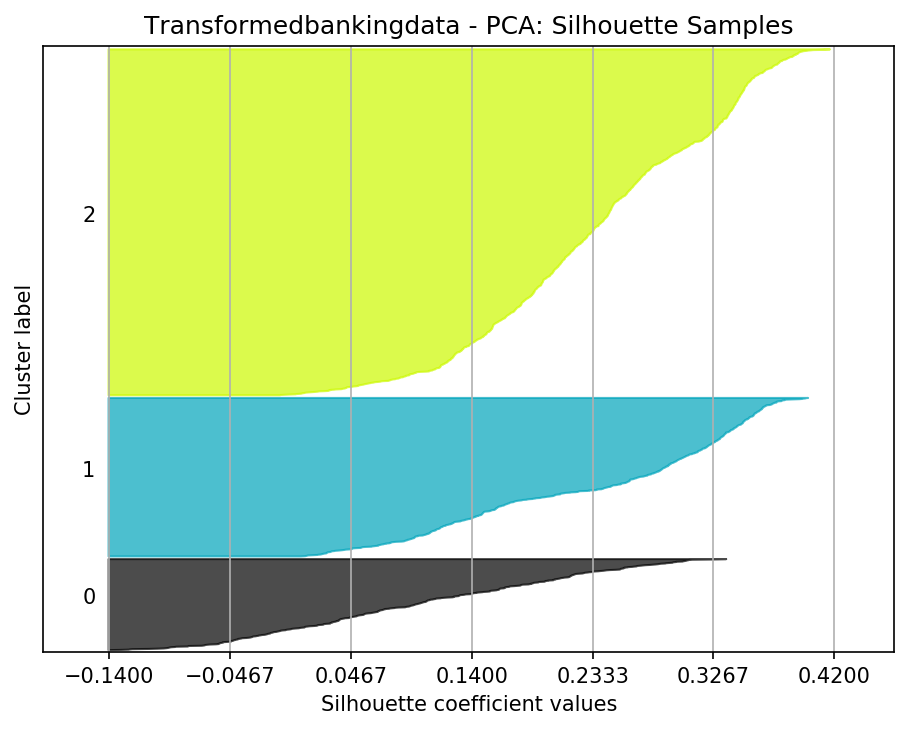 Transformedbankingdata - PCA: Silhouette Samples
Cluster label
2
1
0
−0.1400 −0.0467 0.0467 0.1400 0.2333 0.3267 0.4200
Silhouette coefficient values